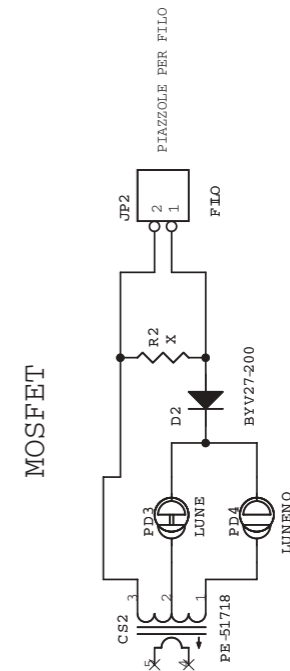 MOSFET
PIAZZOLE PER FILO
JP2
2
1
FILO
R2
X
D2
BYV27-200
PD3
LUNE
PD4
LUNENO
CS2
3
2
1
5
4
PE-51718